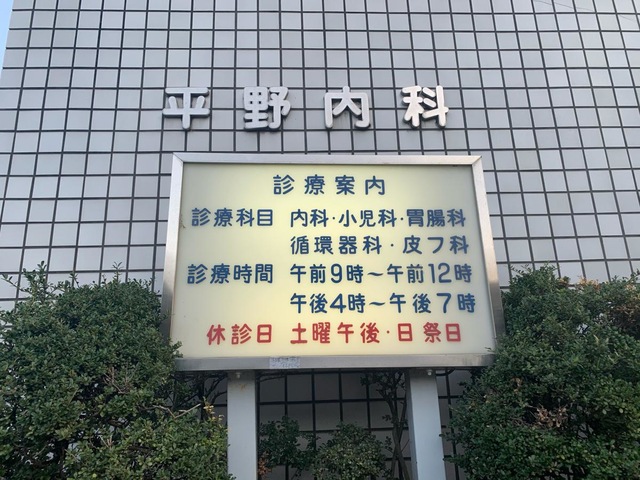 平野内科
診療案内
診療科目 内科・小児科・胃腸科
循環器科・皮フ科
診療時間 午前9時～午前12時
午後4時～午後7時
休診日 土曜午後・日祭日